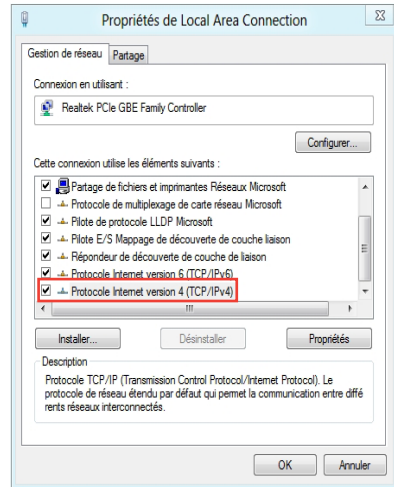 Propriétés de Local Area Connection
Gestion de réseau Partage
Connexion en utilisant :
Realtek PCIe GBE Family Controller
Configurer...
Cette connexion utilise les éléments suivants :
Partage de fichiers et imprimantes Réseaux Microsoft
Protocole de multiplexage de carte réseau Microsoft
Pilote de protocole LLDP Microsoft
Pilote E/S Mappage de découverte de couche liaison
Répondeur de découverte de couche de liaison
Protocole Internet version 6 (TCP/IPv6)
Protocole Internet version 4 (TCP/IPv4)
Installer... Désinstaller Propriétés
Description
Protocole TCP/IP (Transmission Control Protocol/Internet Protocol). Le
protocole de réseau étendu par défaut qui permet la communication entre diffé
rents réseaux interconnectés.
OK Annuler